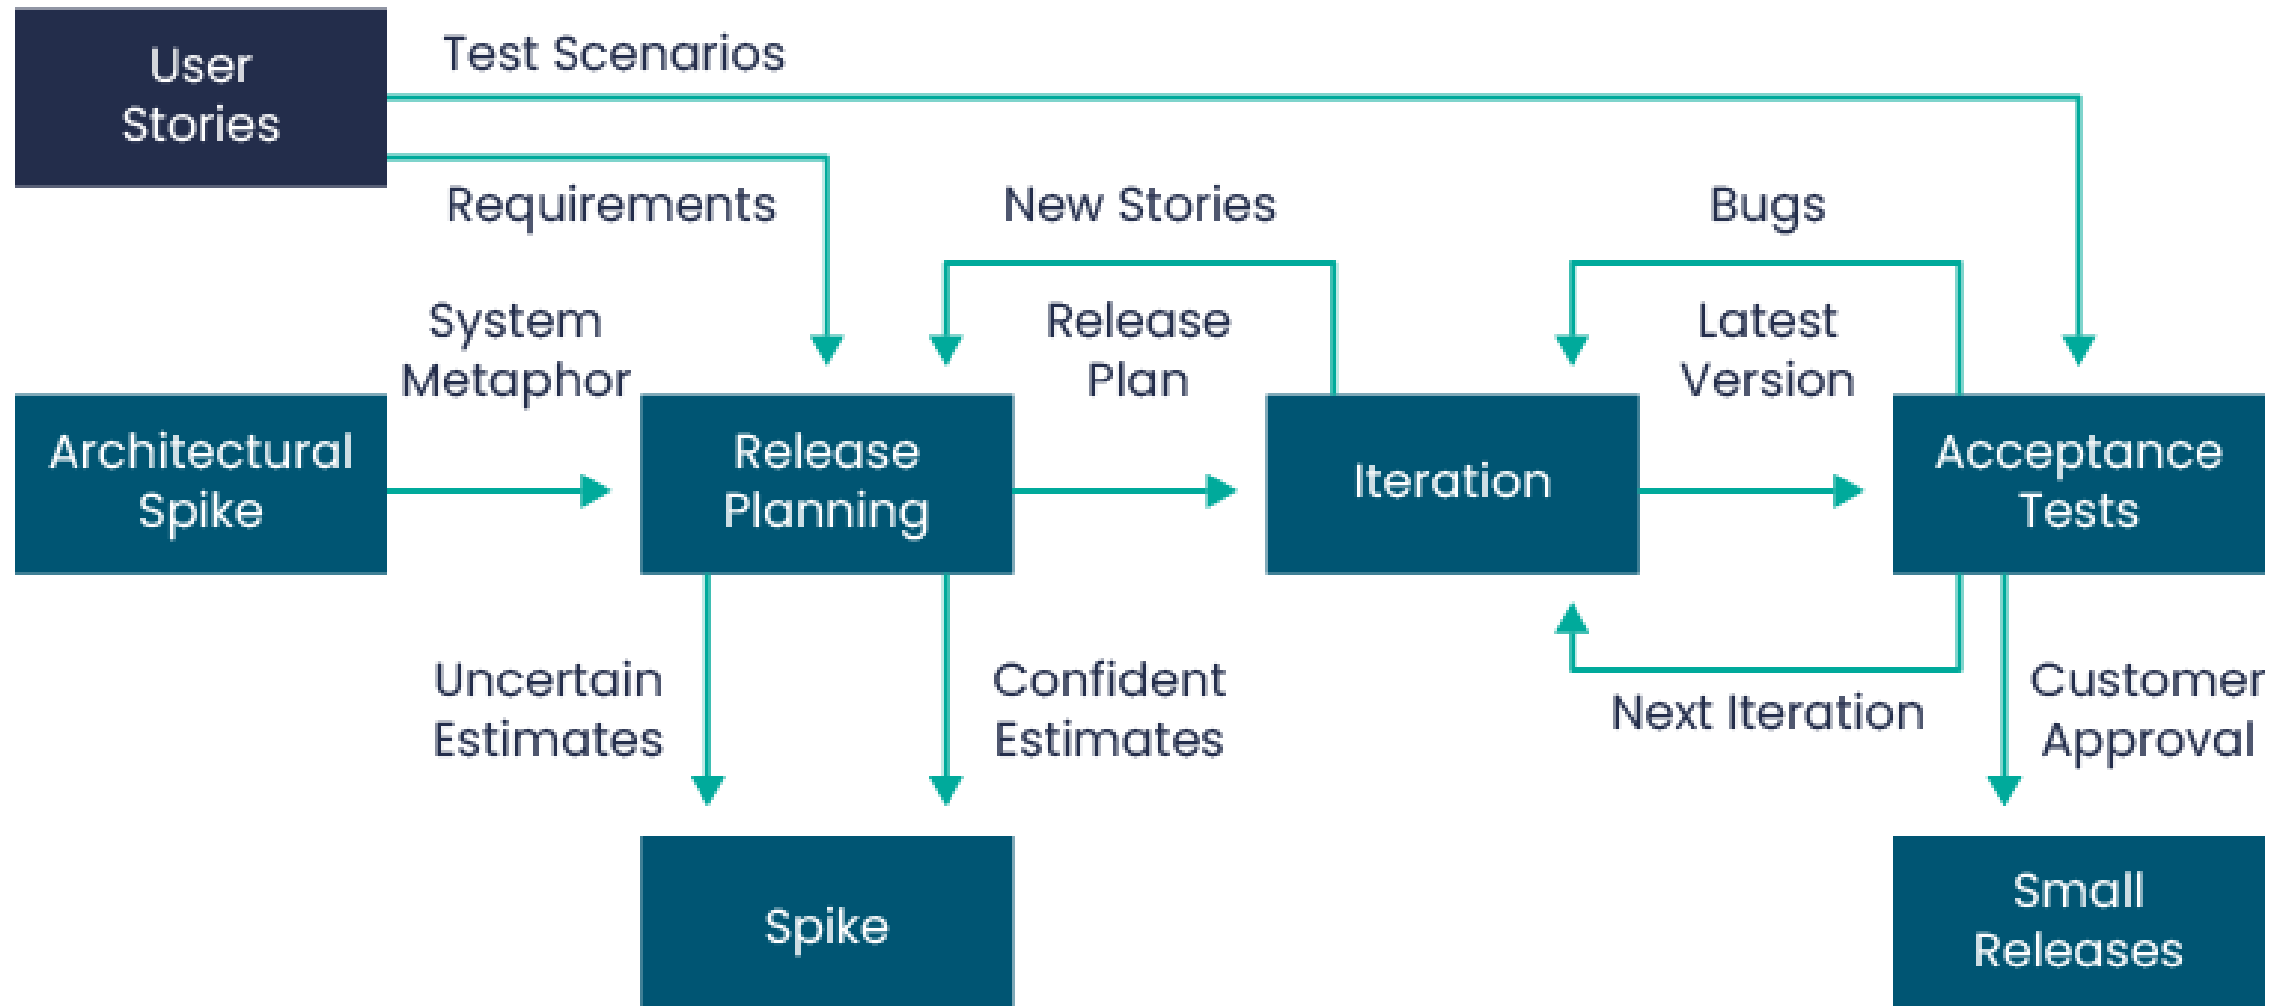 User
Stories
Test Scenarios
Requirements
New Stories
Bugs
System
Metaphor
Release
Plan
Latest
Version
Architectural
Spike
Release
Planning
Iteration
Acceptance
Tests
Uncertain
Estimates
Confident
Estimates
Next Iteration
Customer
Approval
Spike
Small
Releases